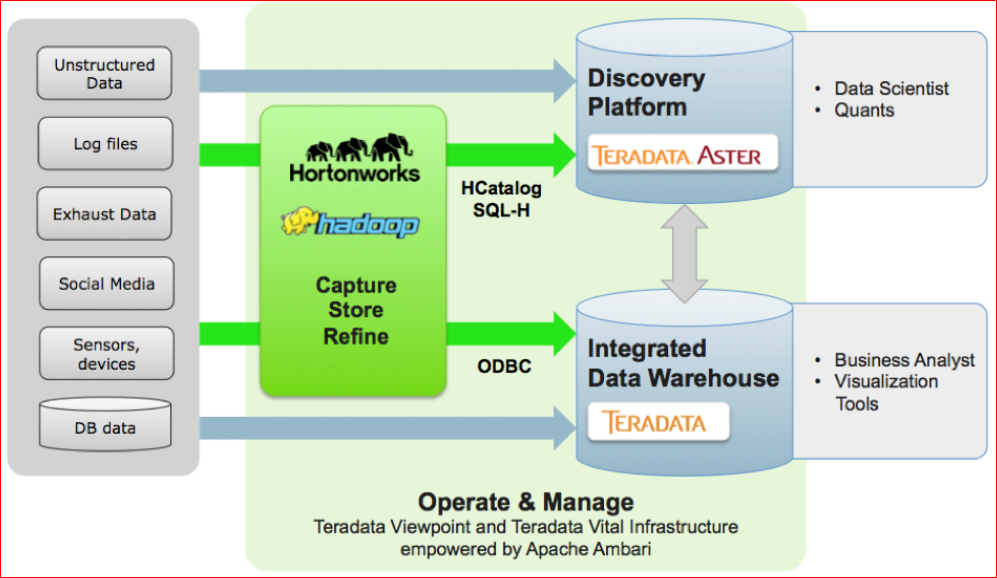 Unstructured
Data
Log files
Exhaust Data
Social Media
Sensors,
devices
DB data
Hortonworks
hadoop
Capture
Store
Refine
HCatalog
SQL-H
ODBC
Discovery
Platform
TERADATA ASTER
• Data Scientist
• Quants
Integrated
Data Warehouse
TERADATA
• Business Analyst
• Visualization
Tools
Operate & Manage
Teradata Viewpoint and Teradata Vital Infrastructure
empowered by Apache Ambari